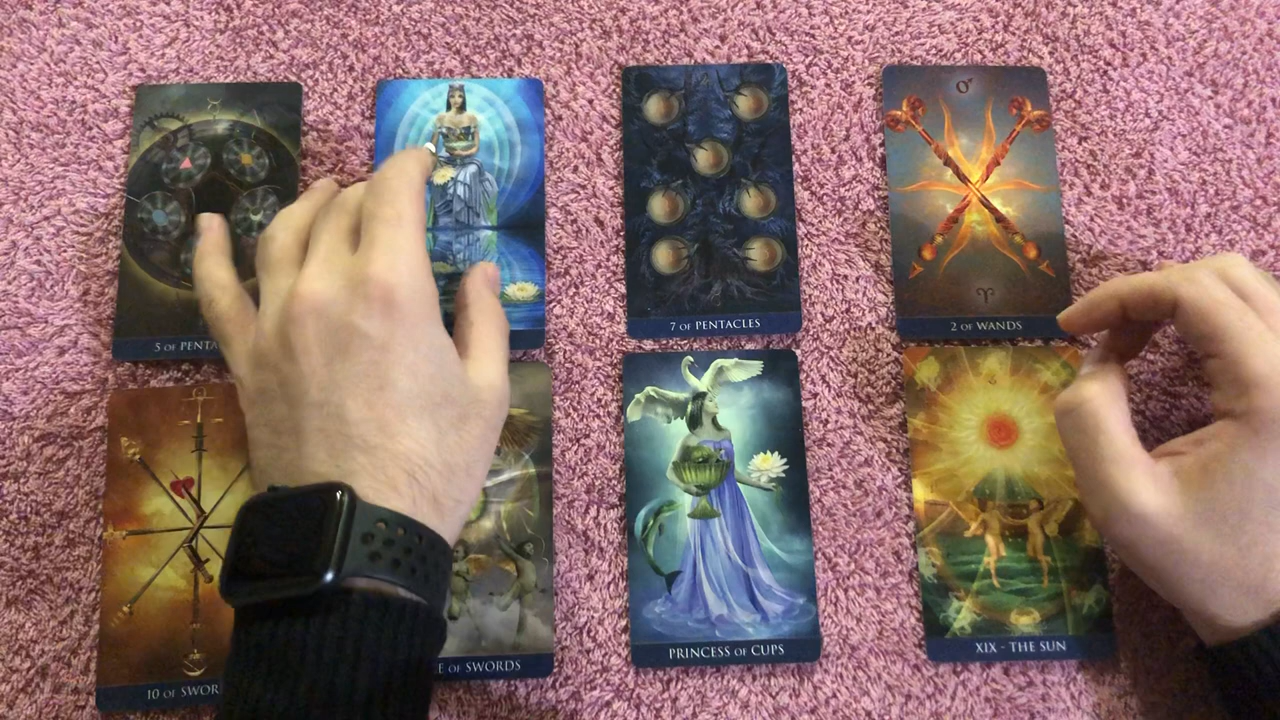 5 OF PENTA
7 OF PENTACLES
2 OF WANDS
10 OF SWOR
E OF SWORDS
PRINCESS OF CUPS
XIX - THE SUN